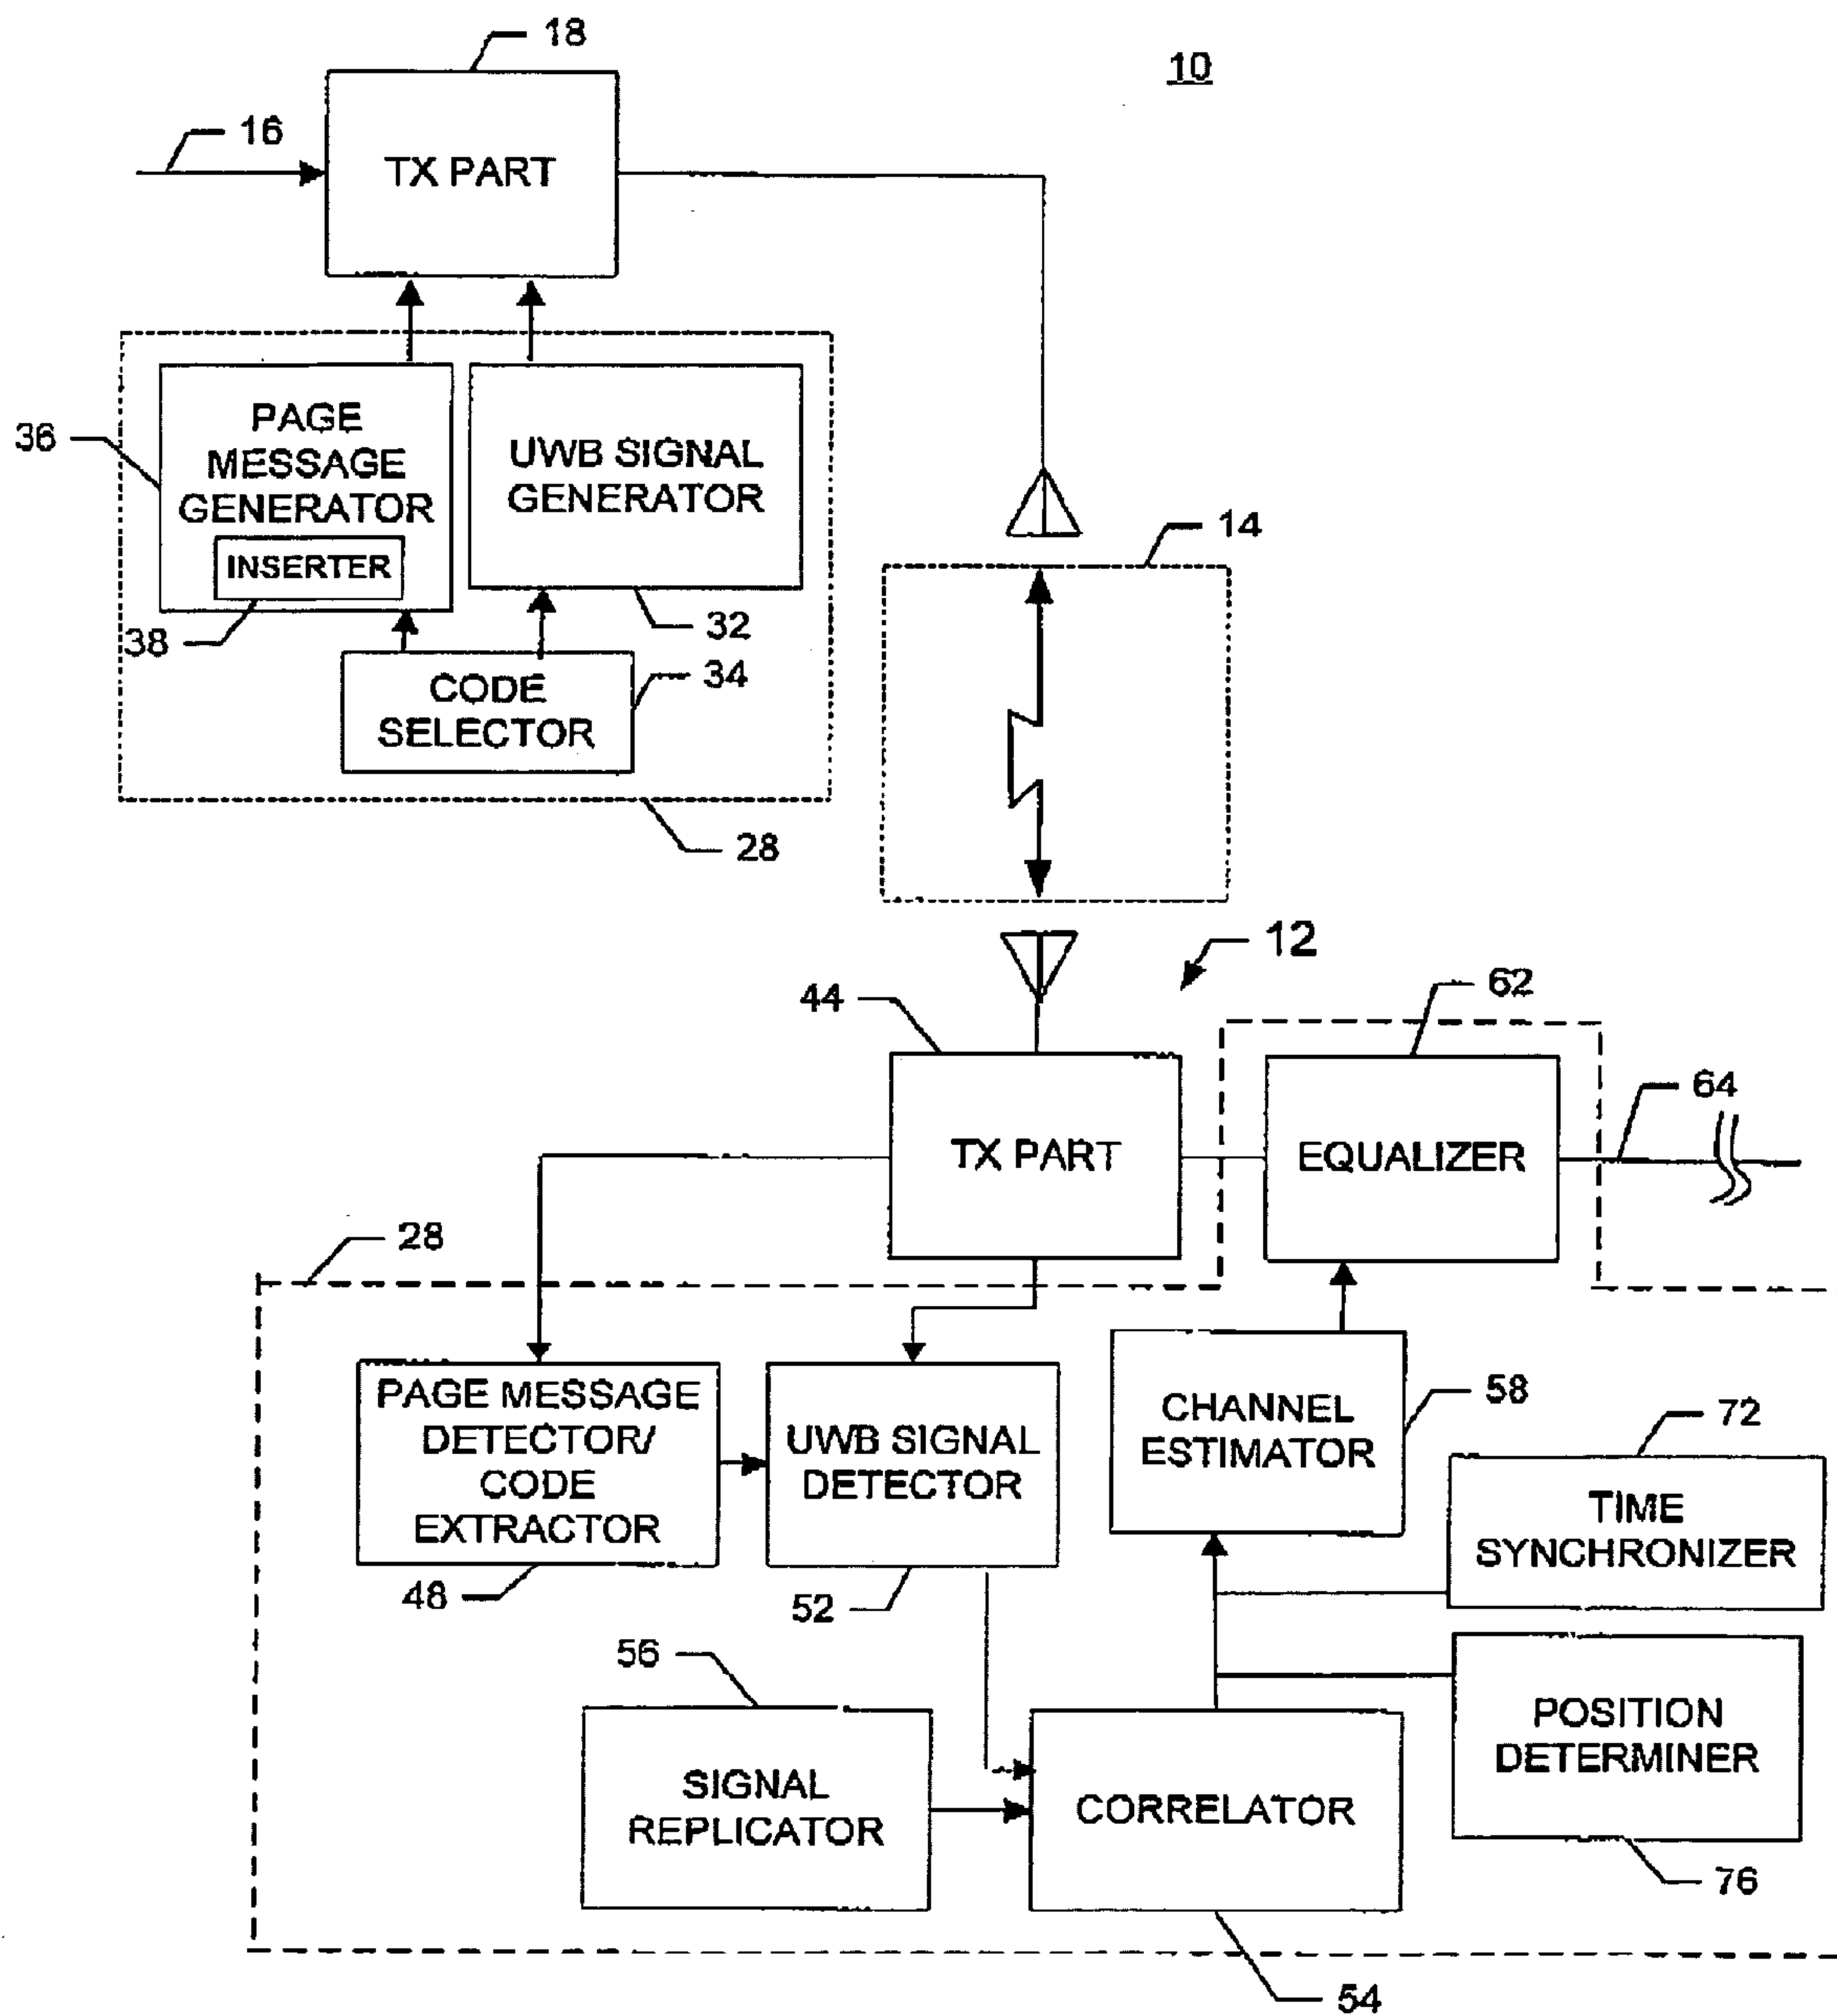 18
10
16
TX PART
36
PAGE
MESSAGE
GENERATOR
INSERTER
UWB SIGNAL
GENERATOR
38
32
CODE
SELECTOR
34
28
14
12
44
62
TX PART
EQUALIZER
64
28
PAGE MESSAGE
DETECTOR/
CODE
EXTRACTOR
48
UWB SIGNAL
DETECTOR
52
CHANNEL
ESTIMATOR
58
72
TIME
SYNCHRONIZER
56
SIGNAL
REPLICATOR
CORRELATOR
POSITION
DETERMINER
76
54